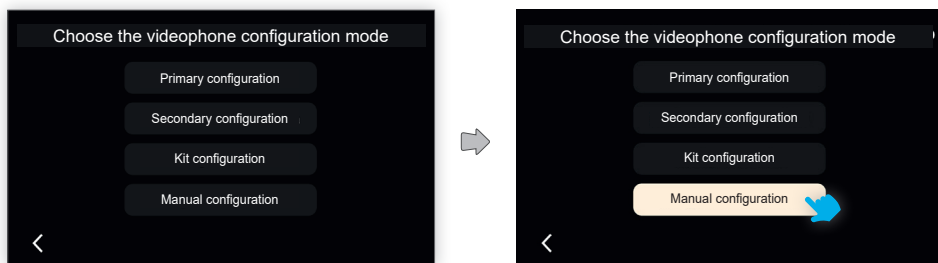 Choose the videophone configuration mode
Primary configuration
Secondary configuration
Kit configuration
Manual configuration
Choose the videophone configuration mode
Primary configuration
Secondary configuration
Kit configuration
Manual configuration